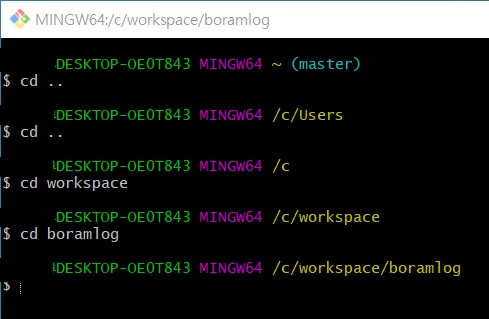 MINGW64:/c/workspace/boramlog
DESKTOP-OE0T843 MINGW64 ~ (master)
$ cd ..
DESKTOP-OE0T843 MINGW64 /c/Users
$ cd ..
DESKTOP-OE0T843 MINGW64 /c
$ cd workspace
DESKTOP-OE0T843 MINGW64 /c/workspace
$ cd boramlog
DESKTOP-OE0T843 MINGW64 /c/workspace/boramlog
$